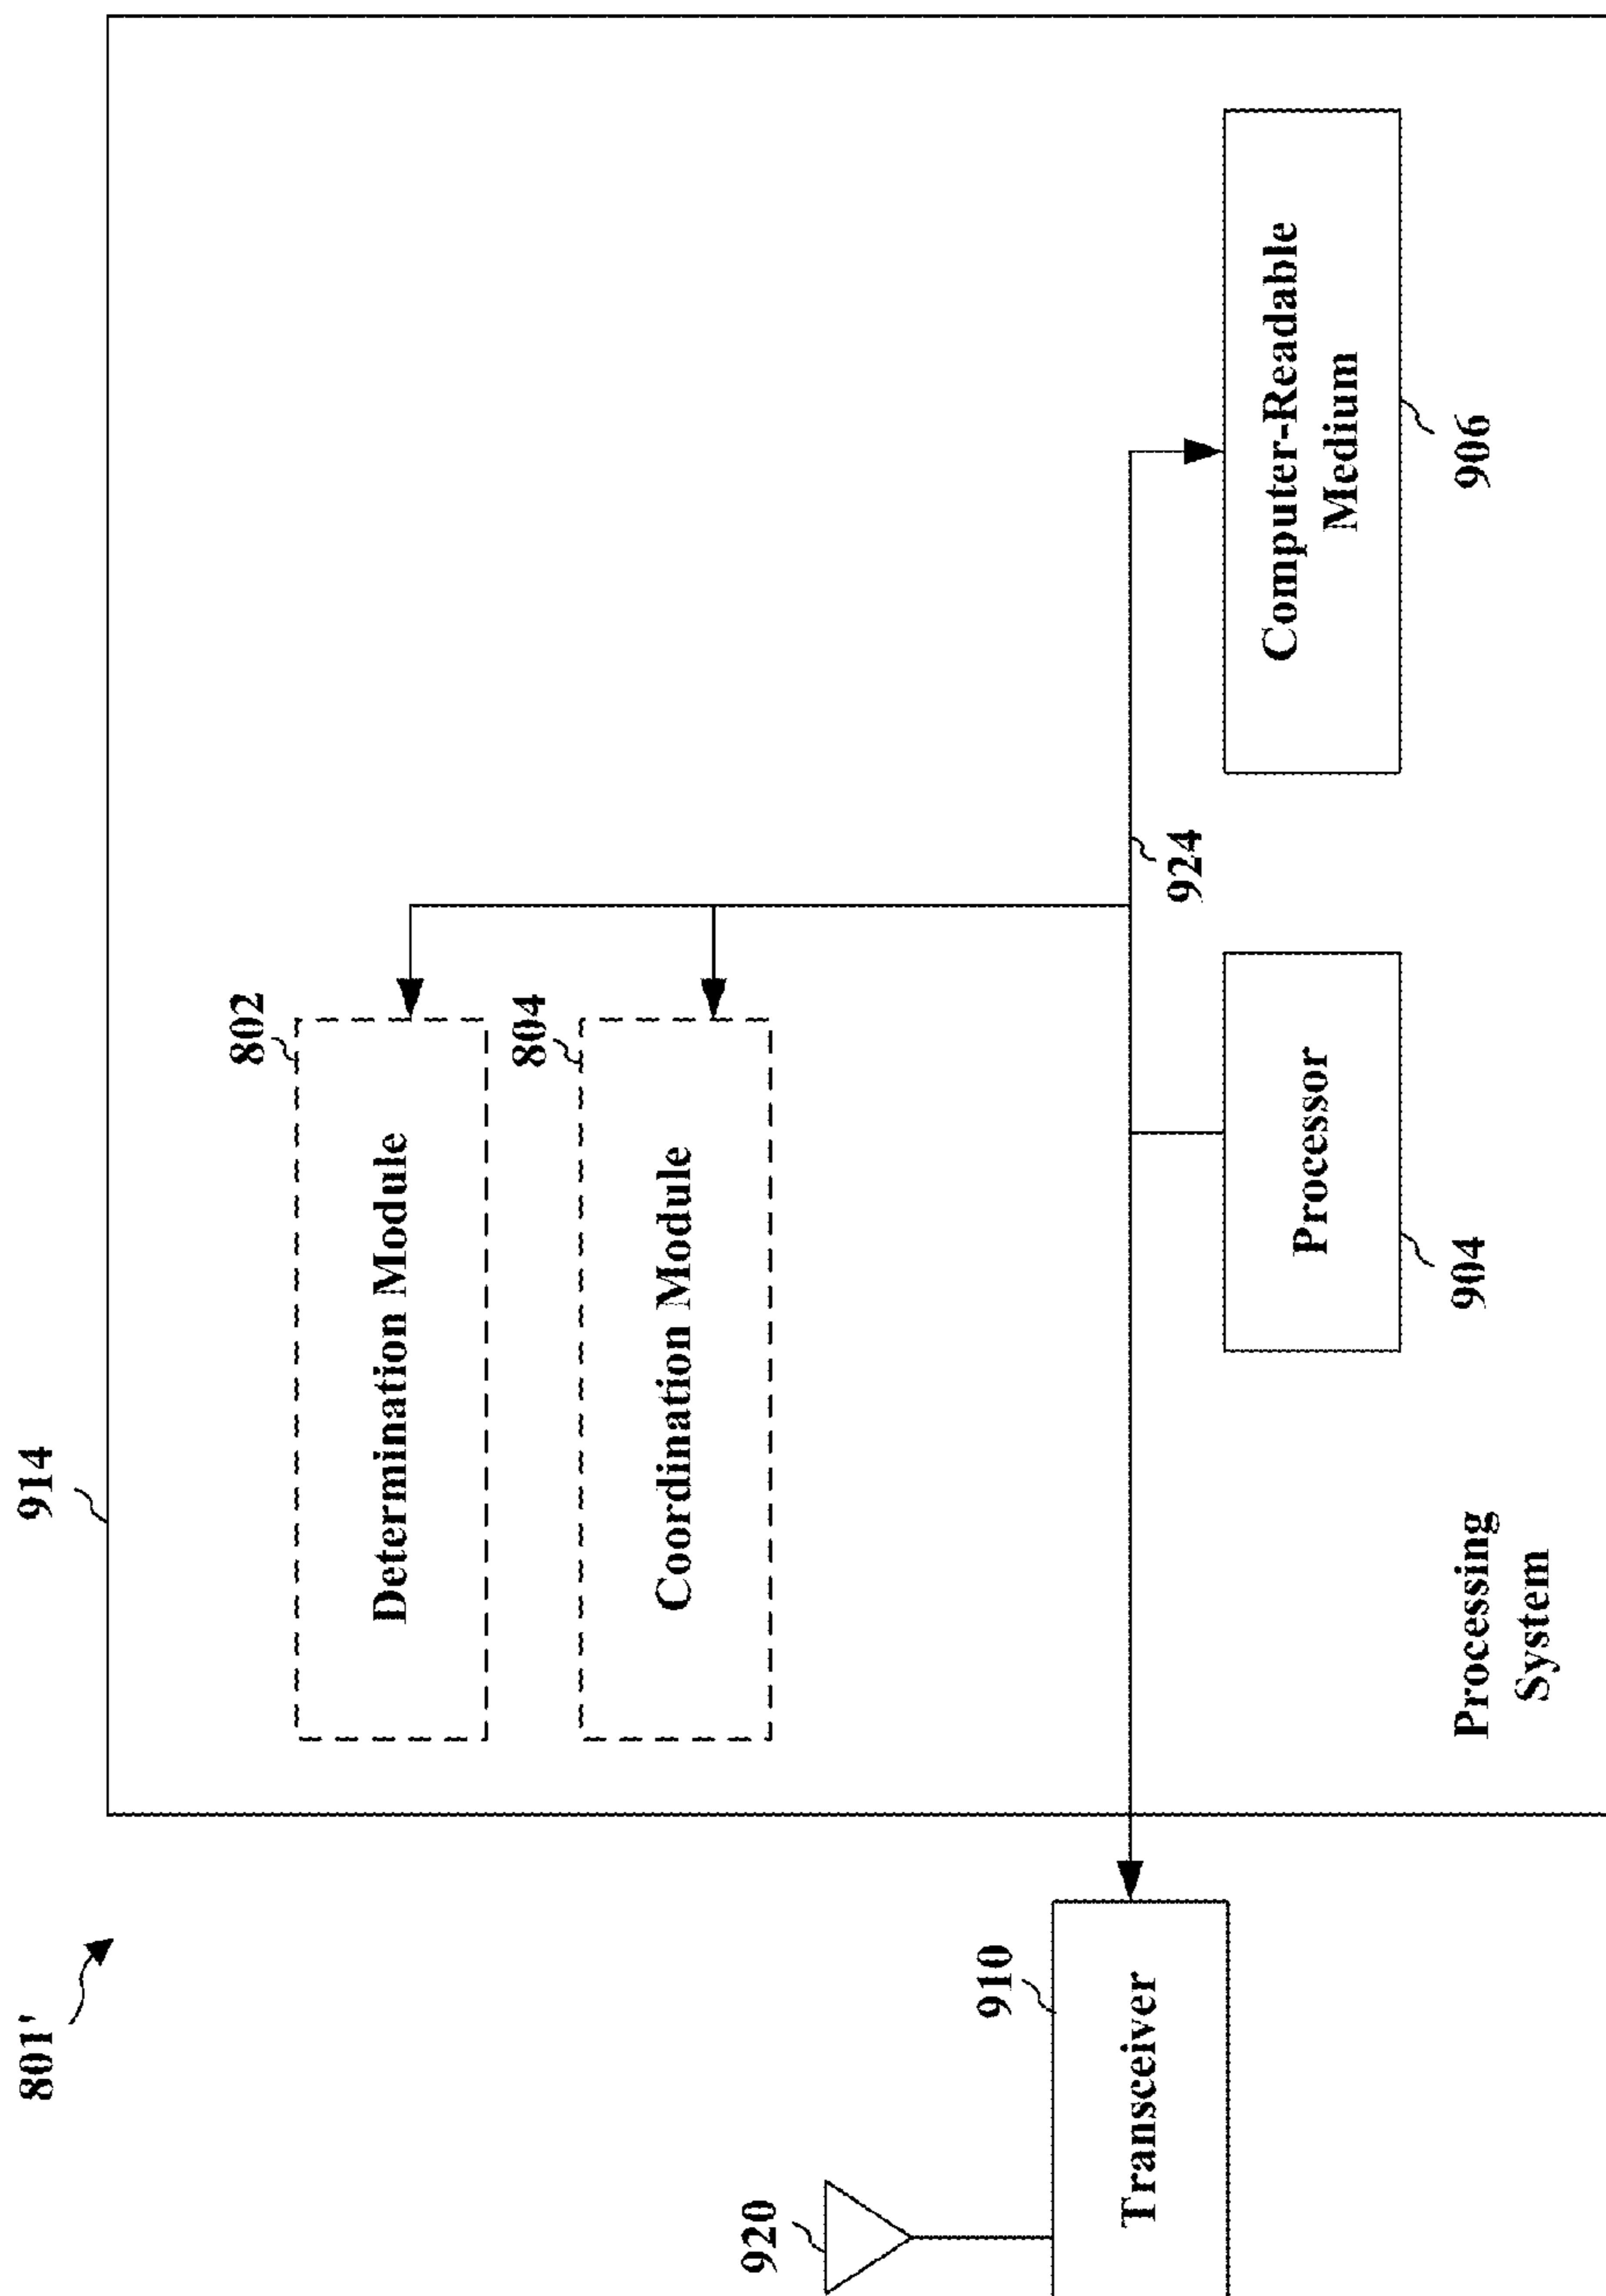 801'
914
802
Determination Module
804
Coordination Module
920
910
Transceiver
924
Processor
904
Computer-Readable
Medium
906
Processing
System